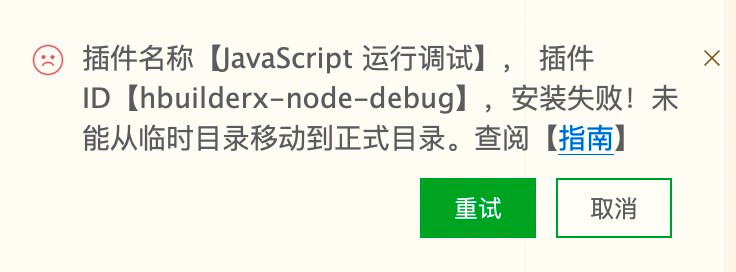 插件名称【JavaScript 运行调试】， 插件
ID【hbuilderx-node-debug】，安装失败！未
能从临时目录移动到正式目录。查阅【指南】
重试 取消